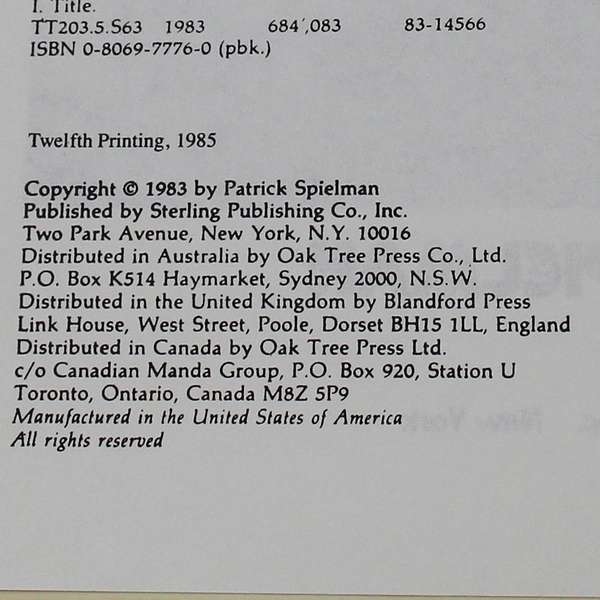 I. Title.
TT203.5.S63 1983 684′,083 83-14566
ISBN 0-8069-7776-0 (pbk.)
Twelfth Printing, 1985
Copyright © 1983 by Patrick Spielman
Published by Sterling Publishing Co., Inc.
Two Park Avenue, New York, N.Y. 10016
Distributed in Australia by Oak Tree Press Co., Ltd.
P.O. Box K514 Haymarket, Sydney 2000, N.S.W.
Distributed in the United Kingdom by Blandford Press
Link House, West Street, Poole, Dorset BH15 1LL, England
Distributed in Canada by Oak Tree Press Ltd.
c/o Canadian Manda Group, P.O. Box 920, Station U
Toronto, Ontario, Canada M8Z 5P9
Manufactured in the United States of America
All rights reserved